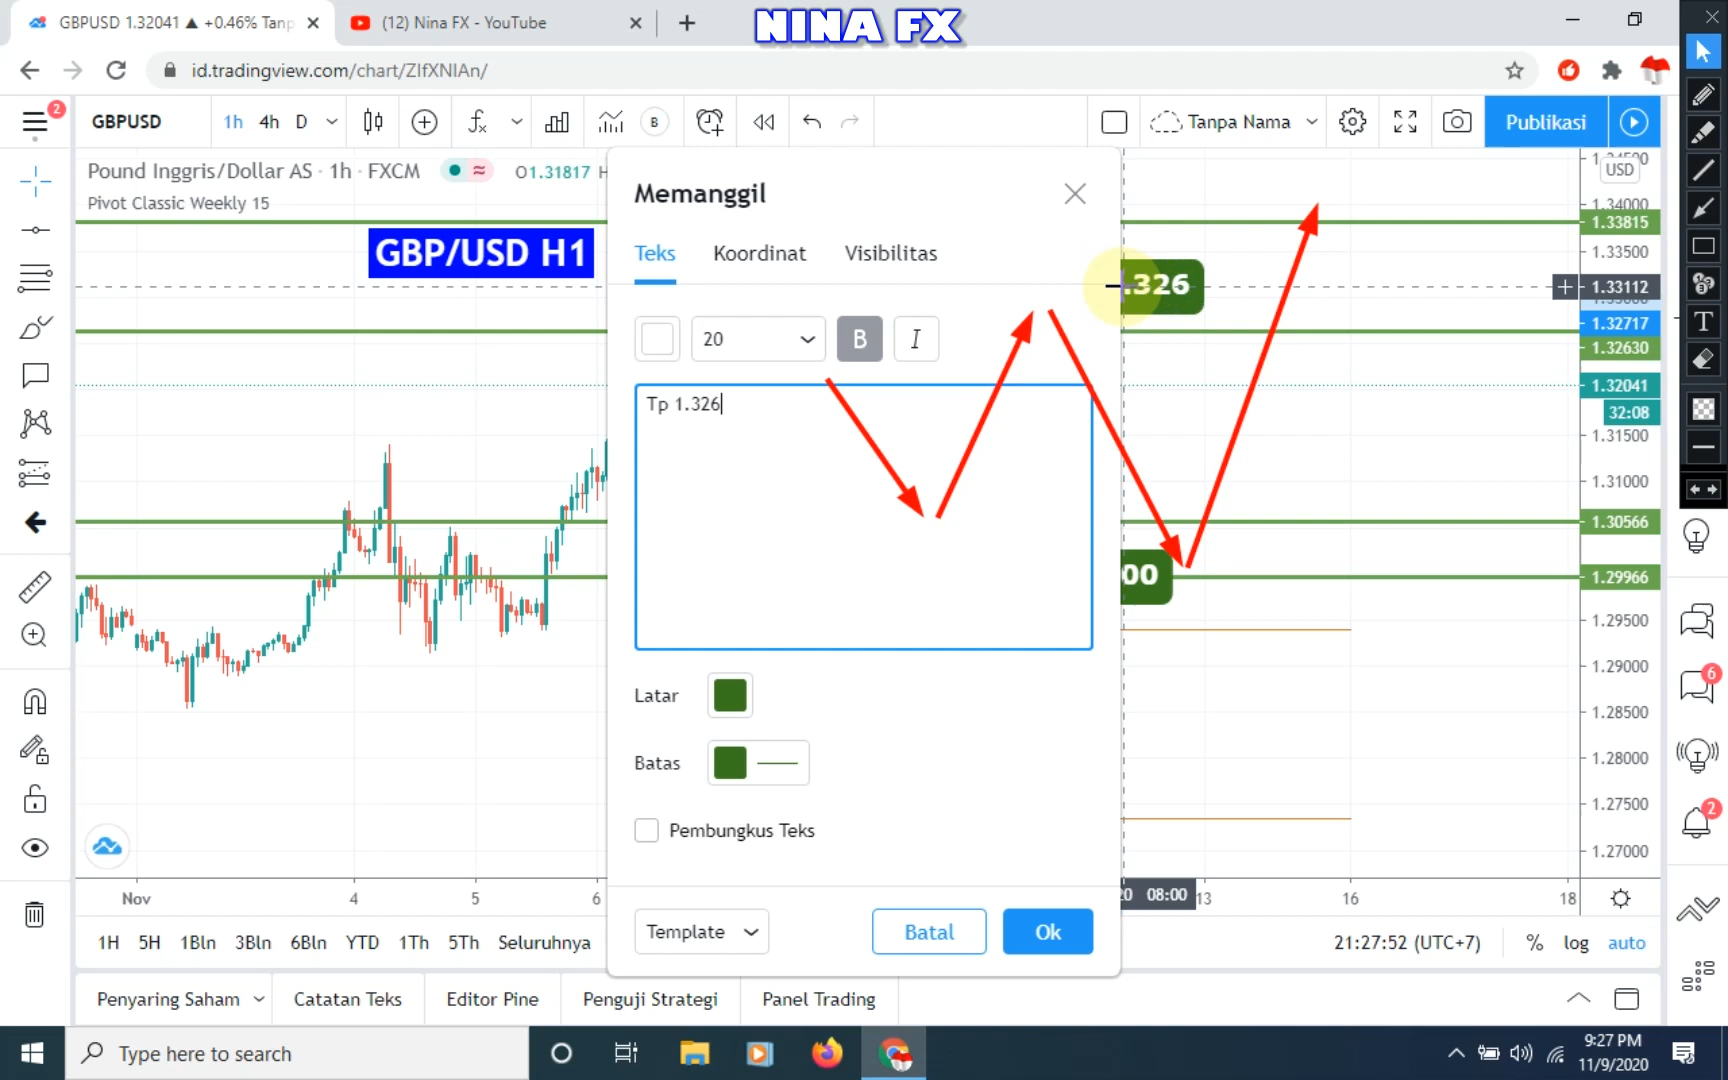 GBPUSD 1.32041 ▲ +0.46% Tanp
(12) Nina FX - YouTube
NINA FX
id.tradingview.com/chart/ZIfXNIAn/
2
GBPUSD
1h 4h D
B
Tanpa Nama
Publikasi
Pound Inggris/Dollar AS · 1h · FXCM
O1.31817 H
Pivot Classic Weekly 15
GBP/USD H1
Memanggil
Teks Koordinat Visibilitas
20
B
I
Tp 1.326
Latar
Batas
Pembungkus Teks
Template
Batal
Ok
.326
00
USD
1.34000
1.33815
1.33500
1.33112
1.32717
1.32630
1.32041
32:08
1.31500
1.31000
1.30566
1.29966
1.29500
1.29000
1.28500
1.28000
1.27500
1.27000
T
6
2
Nov 4 5 6
20 08:00
13 16 18
1H 5H 1Bln 3Bln 6Bln YTD 1Th 5Th Seluruhnya
21:27:52 (UTC+7) % log auto
Penyaring Saham Catatan Teks Editor Pine Penguji Strategi Panel Trading
Type here to search
9:27 PM
11/9/2020